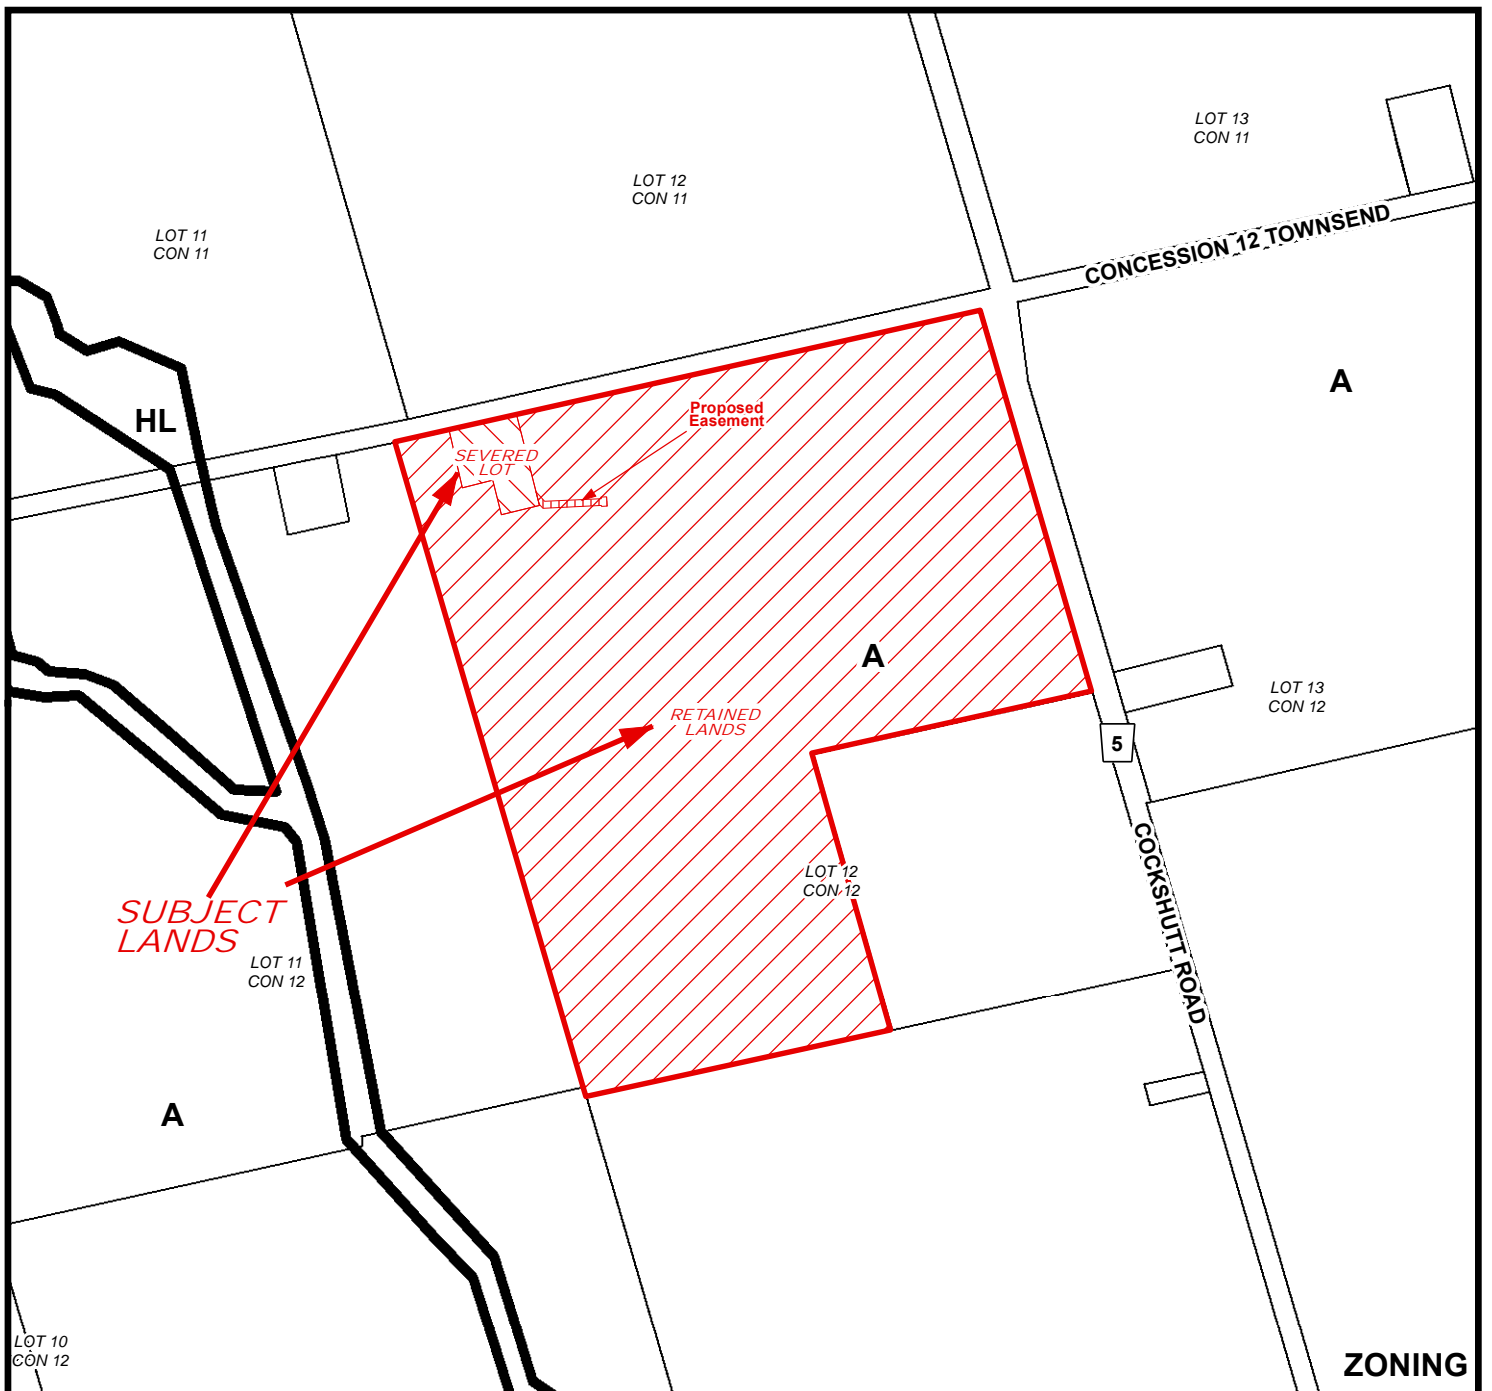 LOT 13
CON 11
LOT 12
CON 11
LOT 11
CON 11
CONCESSION 12 TOWNSEND
A
HL
Proposed
Easement
SEVERED
LOT
A
RETAINED
LANDS
LOT 13
CON 12
5
LOT 12
CON 12
COCKSHUTT ROAD
SUBJECT
LANDS
LOT 11
CON 12
A
LOT 10
CON 12
ZONING